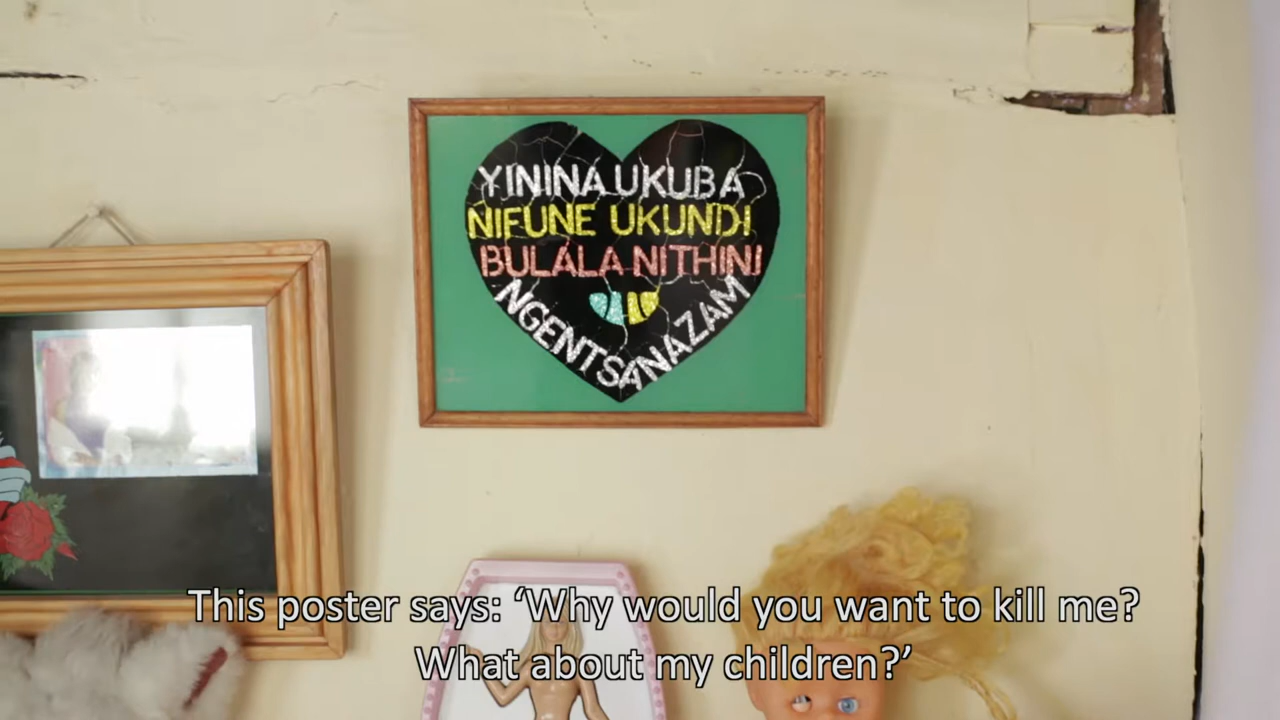 YININA UKUBA
NIFUNE UKUNDI
BULALA NITHINI
NGENTSANAZAM
This poster says: ‘Why would you want to kill me?
What about my children?’